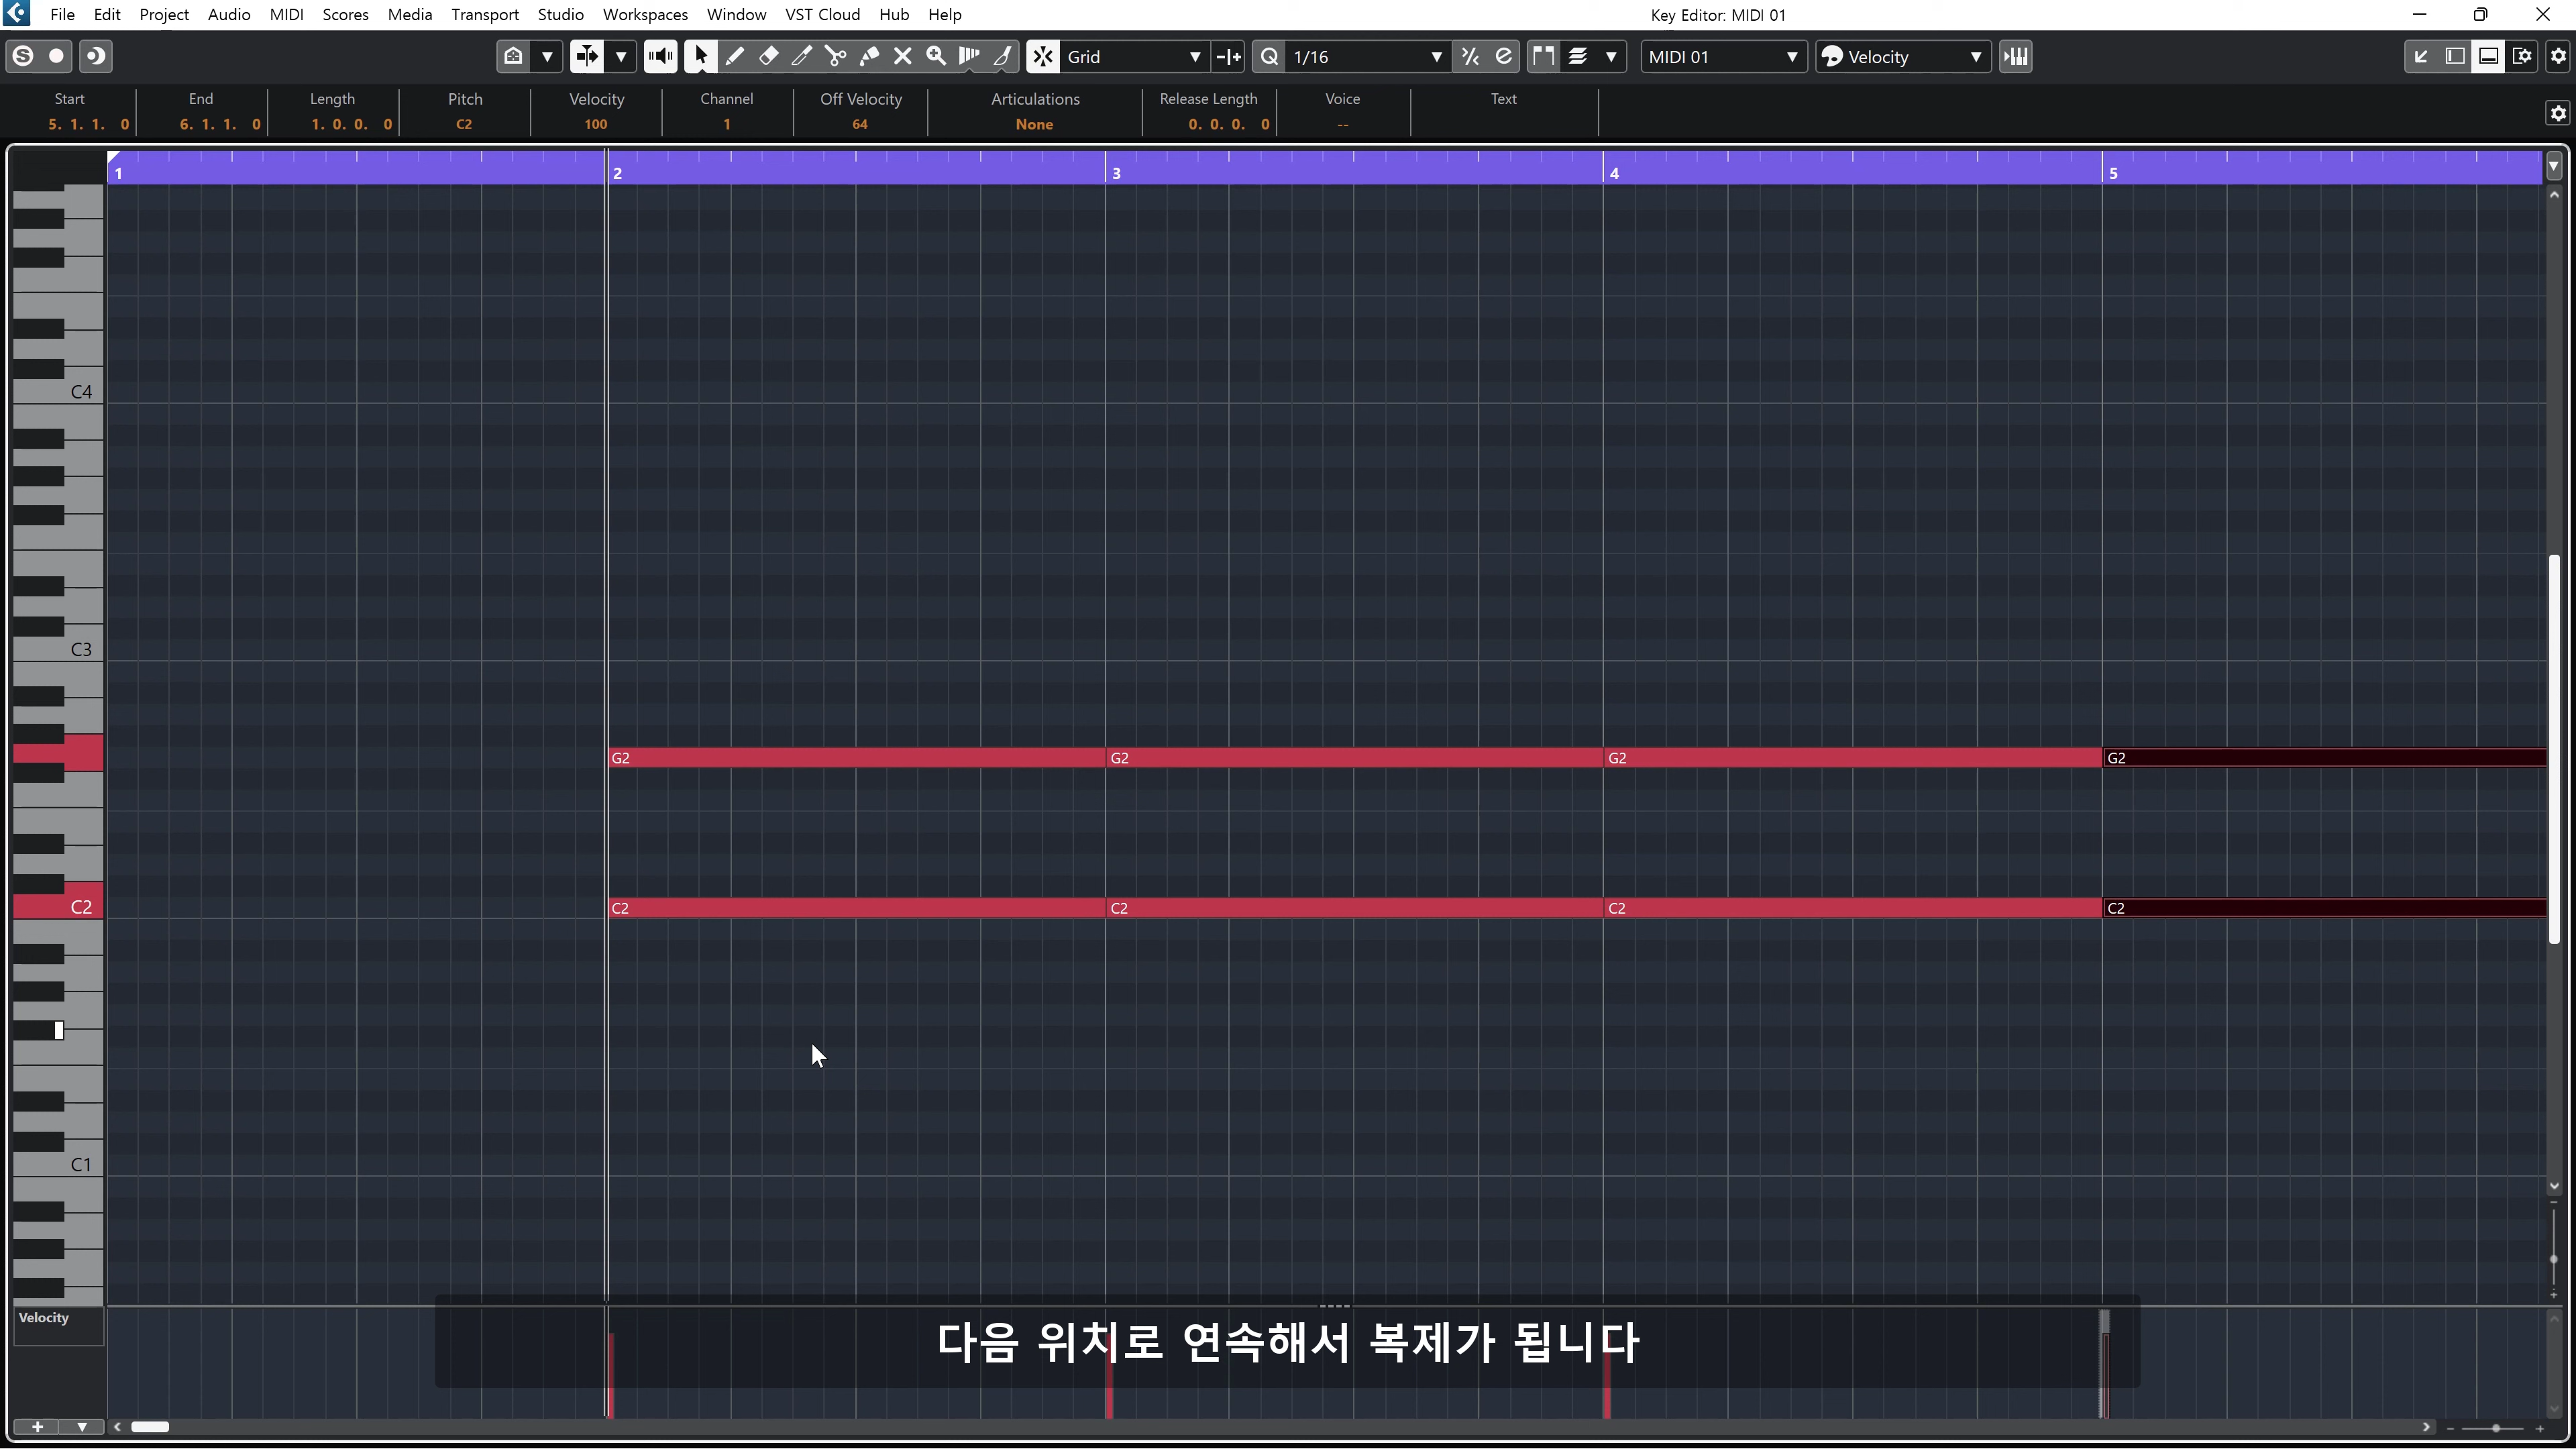 File Edit Project Audio MIDI Scores Media Transport Studio Workspaces Window VST Cloud Hub Help
Key Editor: MIDI 01
Grid
1/16
MIDI 01
Velocity
Start End Length Pitch Velocity Channel Off Velocity Articulations Release Length Voice Text
5. 1. 1. 0 6. 1. 1. 0 1. 0. 0. 0 C2 100 1 64 None 0. 0. 0. 0 --
1 2 3 4 5
C4
C3
G2 G2 G2 G2
C2 C2 C2 C2 C2
C1
Velocity
다음 위치로 연속해서 복제가 됩니다